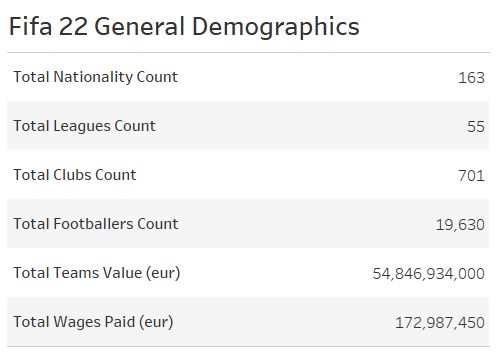 Fifa 22 General Demographics
Total Nationality Count 163
Total Leagues Count 55
Total Clubs Count 701
Total Footballers Count 19,630
Total Teams Value (eur) 54,846,934,000
Total Wages Paid (eur) 172,987,450